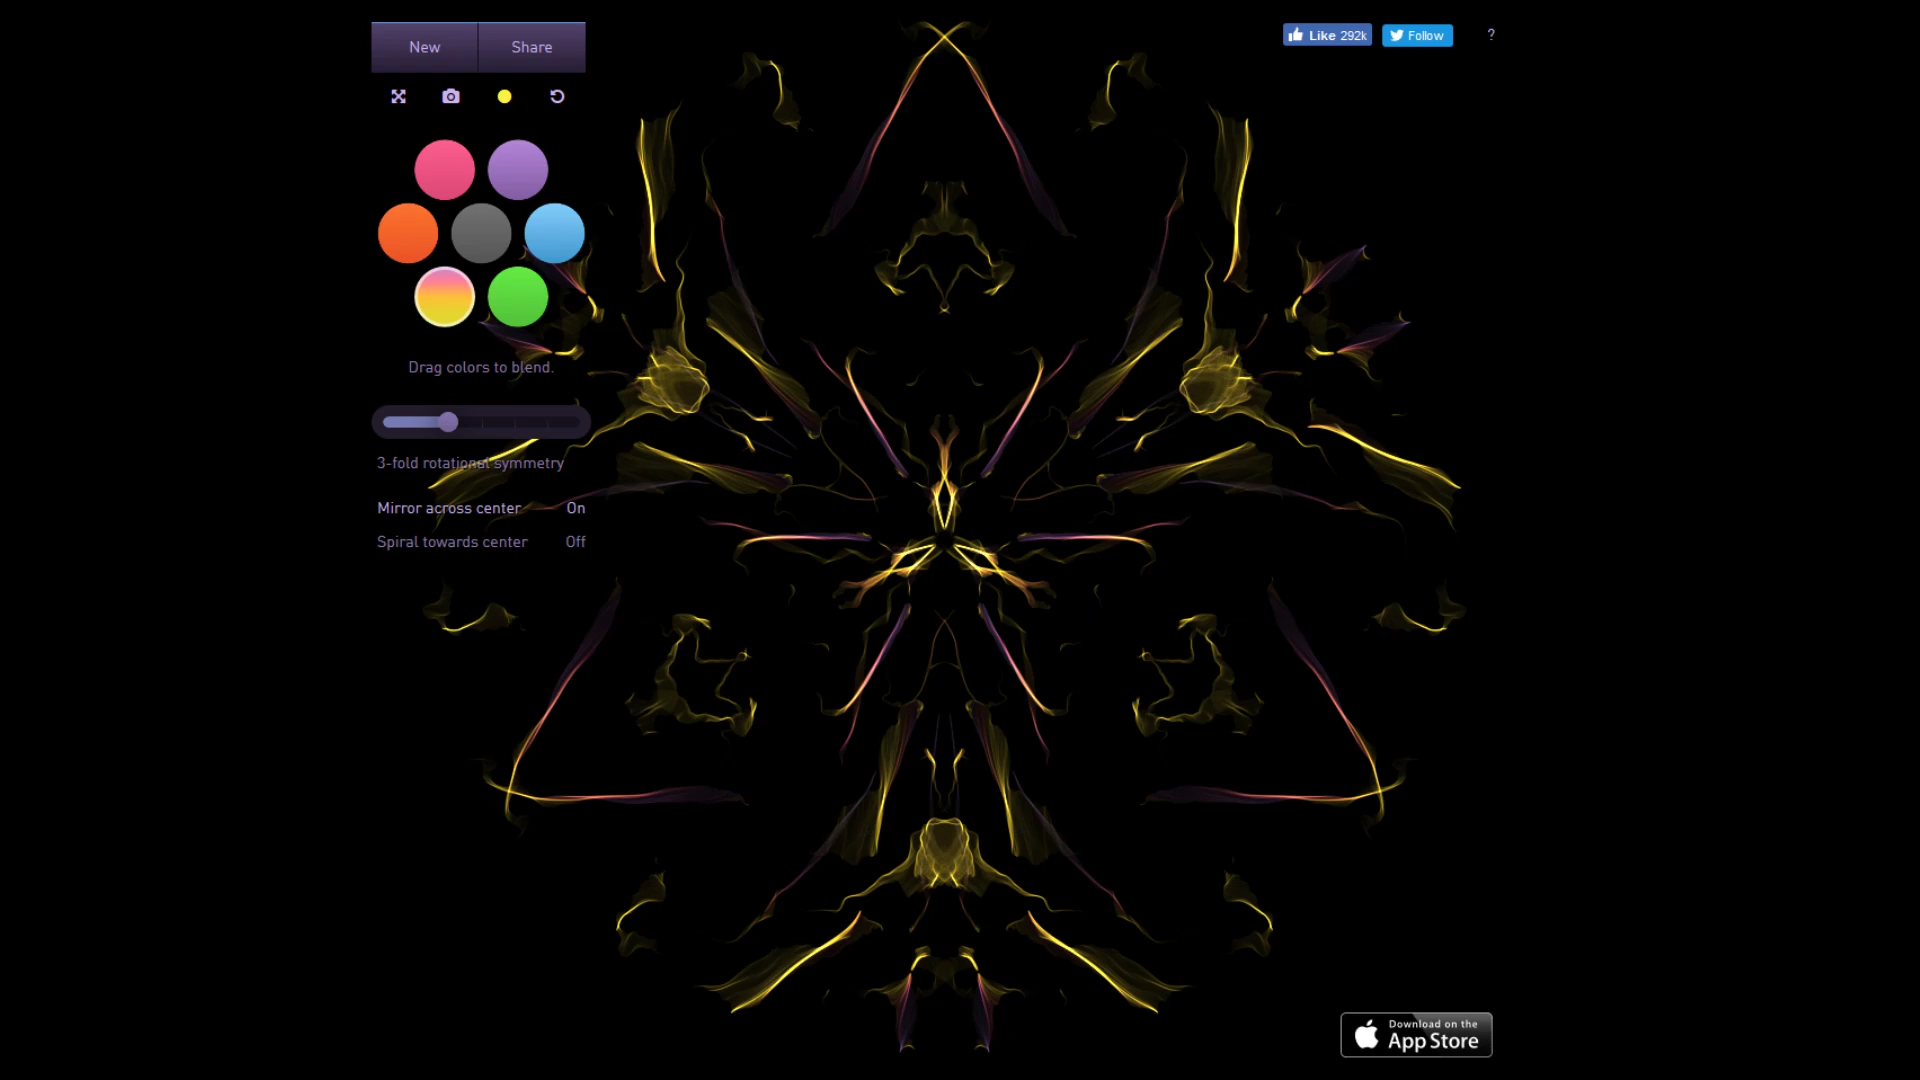 New Share
Like 292k Follow ?
Drag colors to blend.
3-fold rotational symmetry
Mirror across center On
Spiral towards center Off
Download on the
App Store